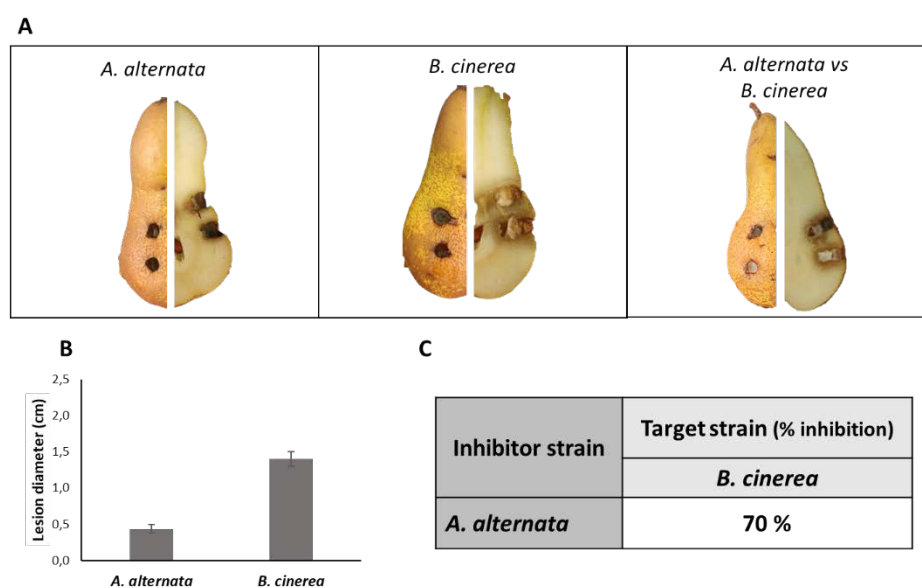 A
A. alternata
B. cinerea
A. alternata vs
B. cinerea
B
Lesion diameter (cm)
2,5
2,0
1,5
1,0
0,5
0,0
A. alternata
B. cinerea
C
Inhibitor strain
Target strain (% inhibition)
B. cinerea
A. alternata
70 %